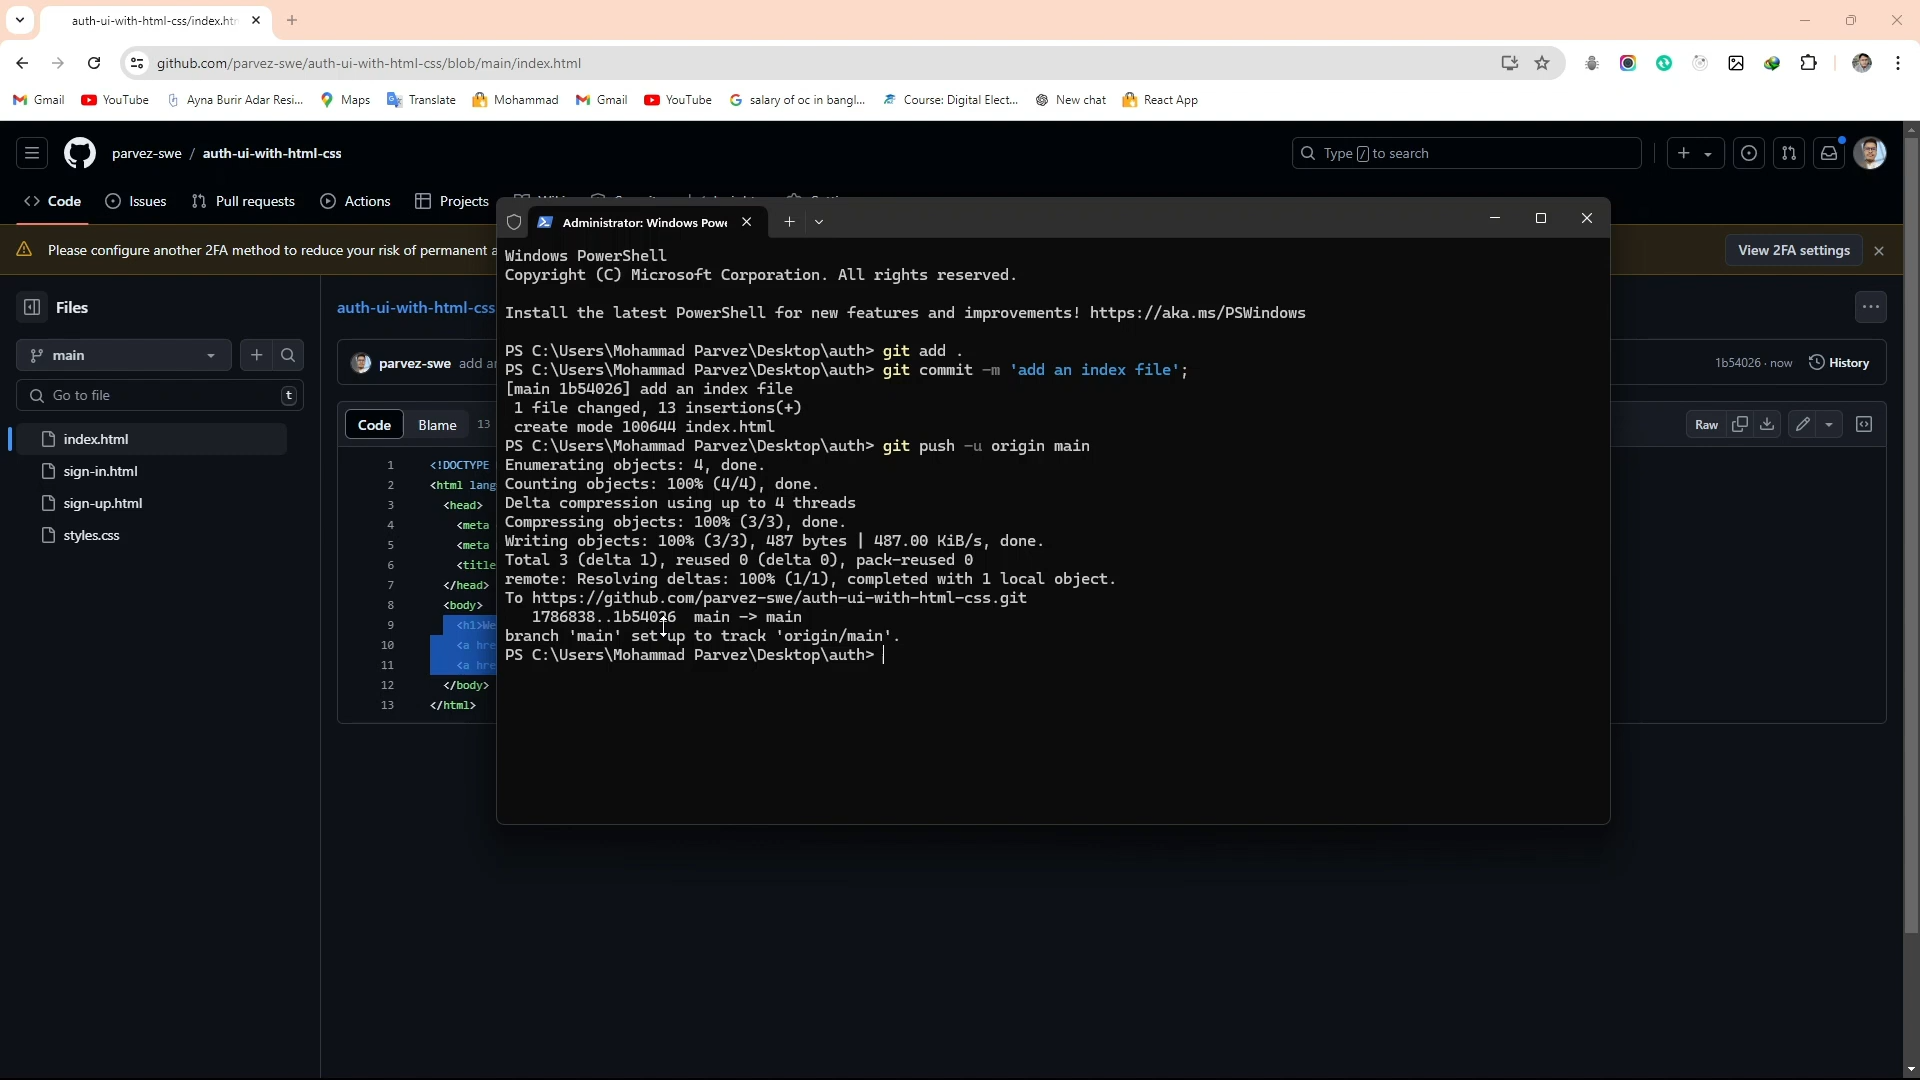 auth-ui-with-html-css/index.htm
github.com/parvez-swe/auth-ui-with-html-css/blob/main/index.html
Gmail YouTube Ayna Burir Adar Resi... Maps Translate Mohammad Gmail YouTube salary of oc in bangl... Course: Digital Elect... New chat React App
parvez-swe / auth-ui-with-html-css
Type / to search
Code Issues Pull requests Actions Projects
Please configure another 2FA method to reduce your risk of permanent a
View 2FA settings
Files
main
Go to file t
index.html
sign-in.html
sign-up.html
styles.css
auth-ui-with-html-css
parvez-swe add an
1b54026 · now History
Code Blame 13
Raw
1 <!DOCTYPE
2 <html lang
3 <head>
4 <meta
5 <meta
6 <title
7 </head>
8 <body>
9 <h1>We
10 <a hre
11 <a hre
12 </body>
13 </html>
Administrator: Windows Powe
Windows PowerShell
Copyright (C) Microsoft Corporation. All rights reserved.
Install the latest PowerShell for new features and improvements! https://aka.ms/PSWindows
PS C:\Users\Mohammad Parvez\Desktop\auth> git add .
PS C:\Users\Mohammad Parvez\Desktop\auth> git commit -m 'add an index file';
[main 1b54026] add an index file
1 file changed, 13 insertions(+)
create mode 100644 index.html
PS C:\Users\Mohammad Parvez\Desktop\auth> git push -u origin main
Enumerating objects: 4, done.
Counting objects: 100% (4/4), done.
Delta compression using up to 4 threads
Compressing objects: 100% (3/3), done.
Writing objects: 100% (3/3), 487 bytes | 487.00 KiB/s, done.
Total 3 (delta 1), reused 0 (delta 0), pack-reused 0
remote: Resolving deltas: 100% (1/1), completed with 1 local object.
To https://github.com/parvez-swe/auth-ui-with-html-css.git
1786838..1b54026 main -> main
branch 'main' set up to track 'origin/main'.
PS C:\Users\Mohammad Parvez\Desktop\auth>